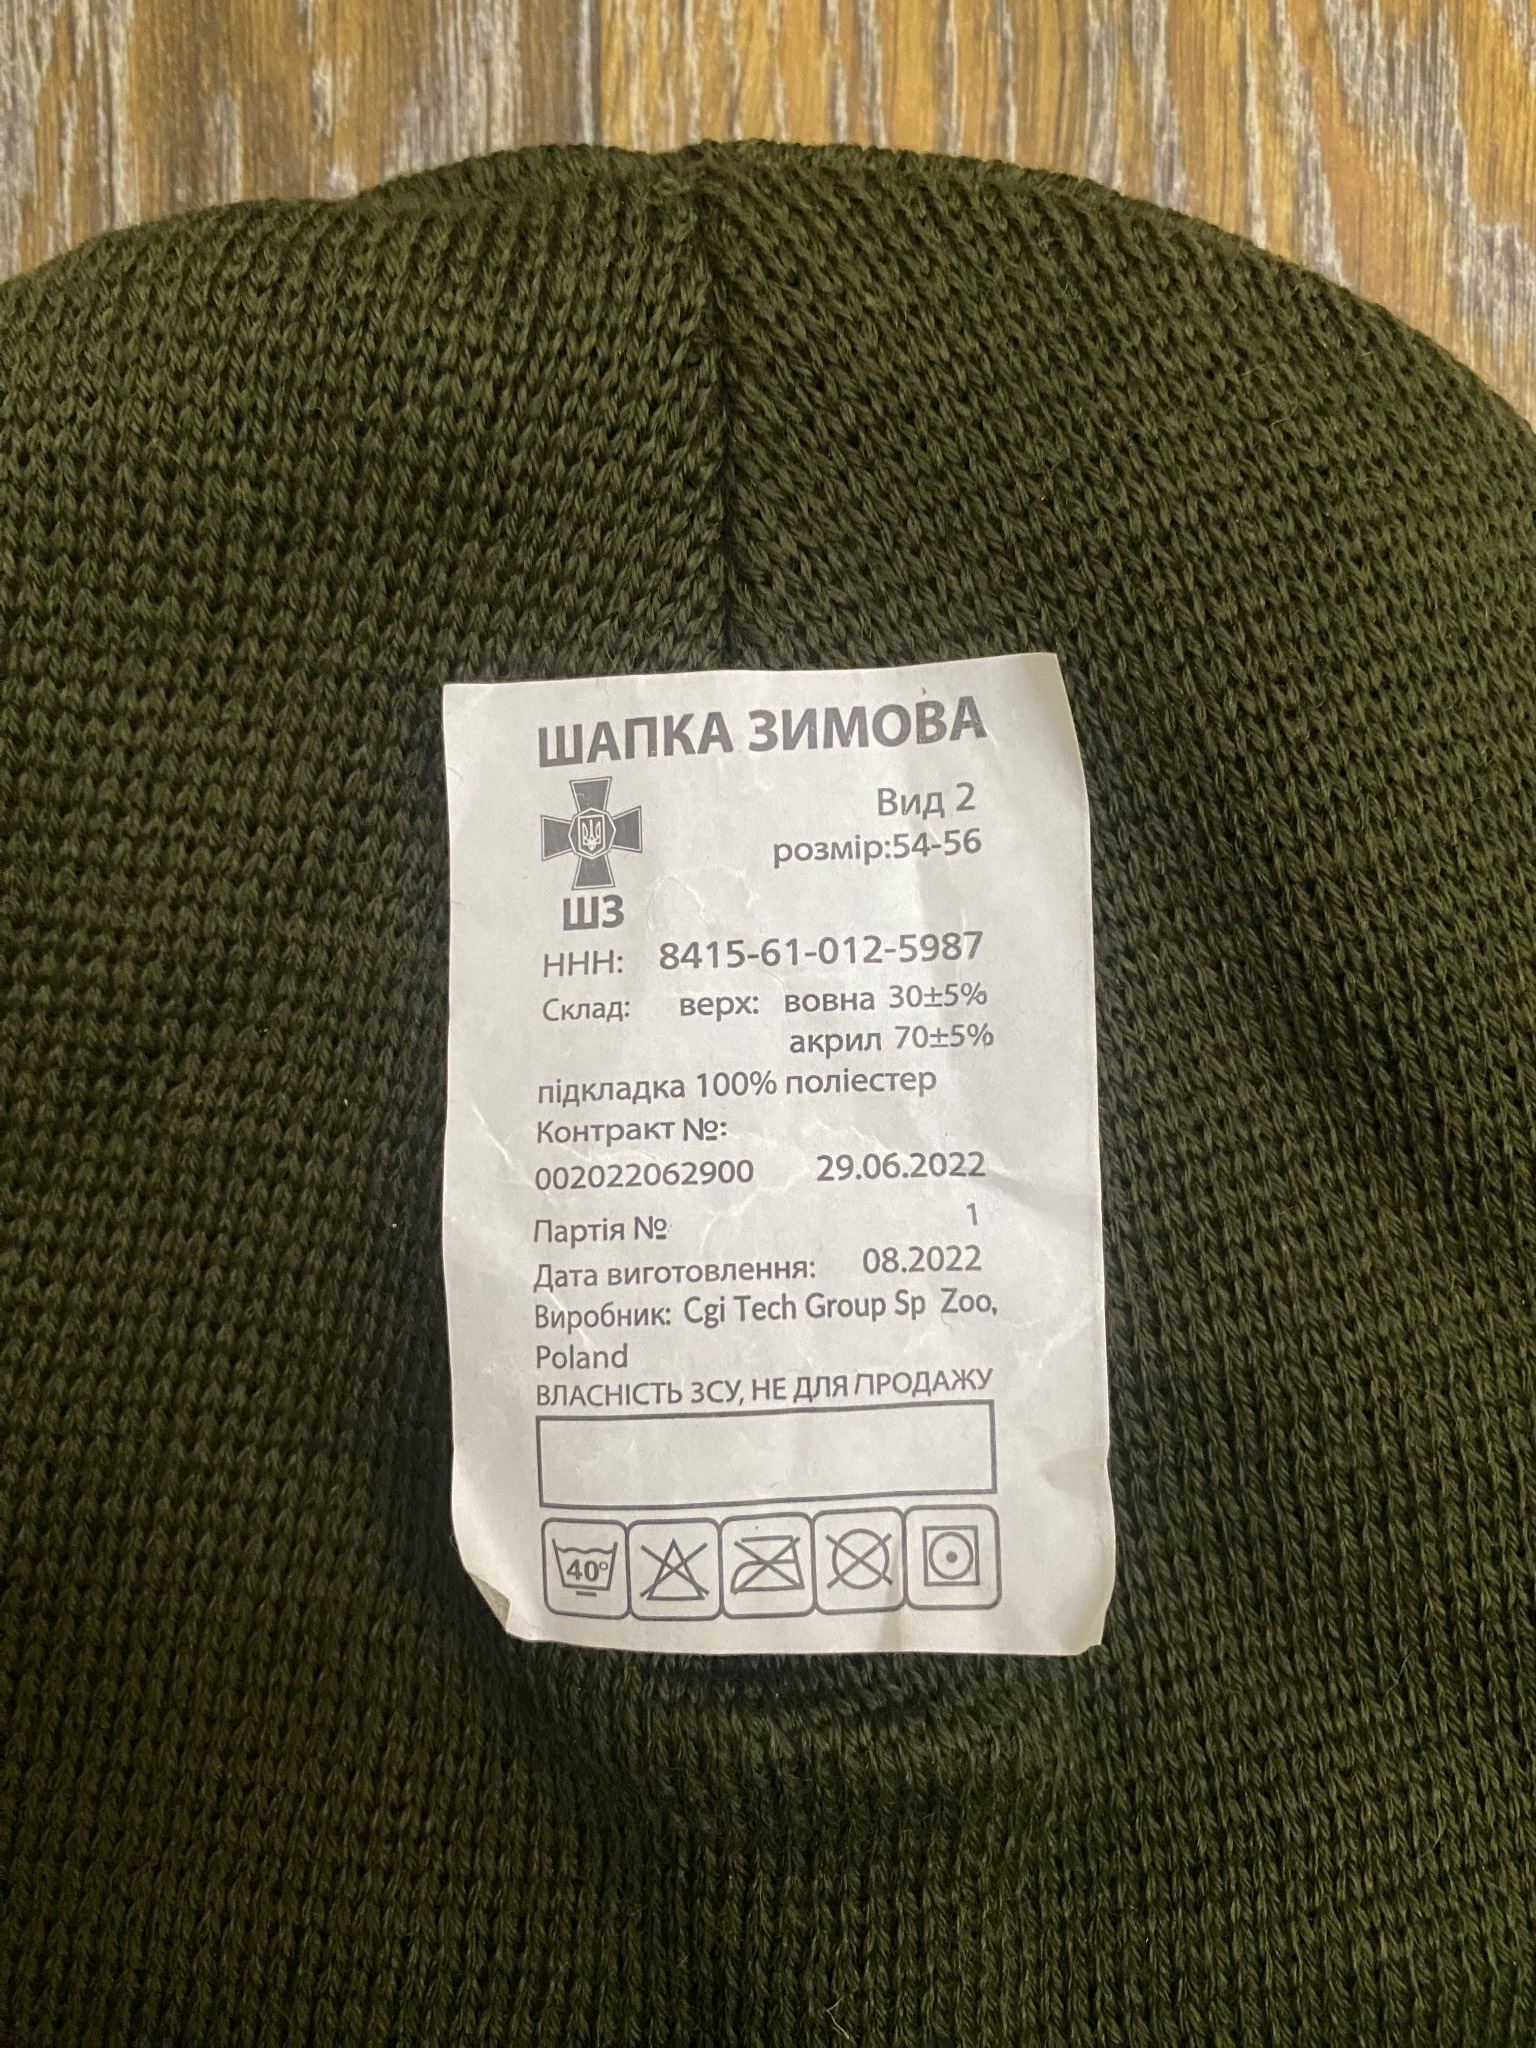 ШАПКА ЗИМОВА
Вид 2
розмір:54-56
ШЗ
ННН: 8415-61-012-5987
Склад: верх: вовна 30±5%
акрил 70±5%
підкладка 100% поліестер
Контракт №:
002022062900 29.06.2022
Партія № 1
Дата виготовлення: 08.2022
Виробник: Cgi Tech Group Sp Zoo,
Poland
ВЛАСНІСТЬ ЗСУ, НЕ ДЛЯ ПРОДАЖУ
40°